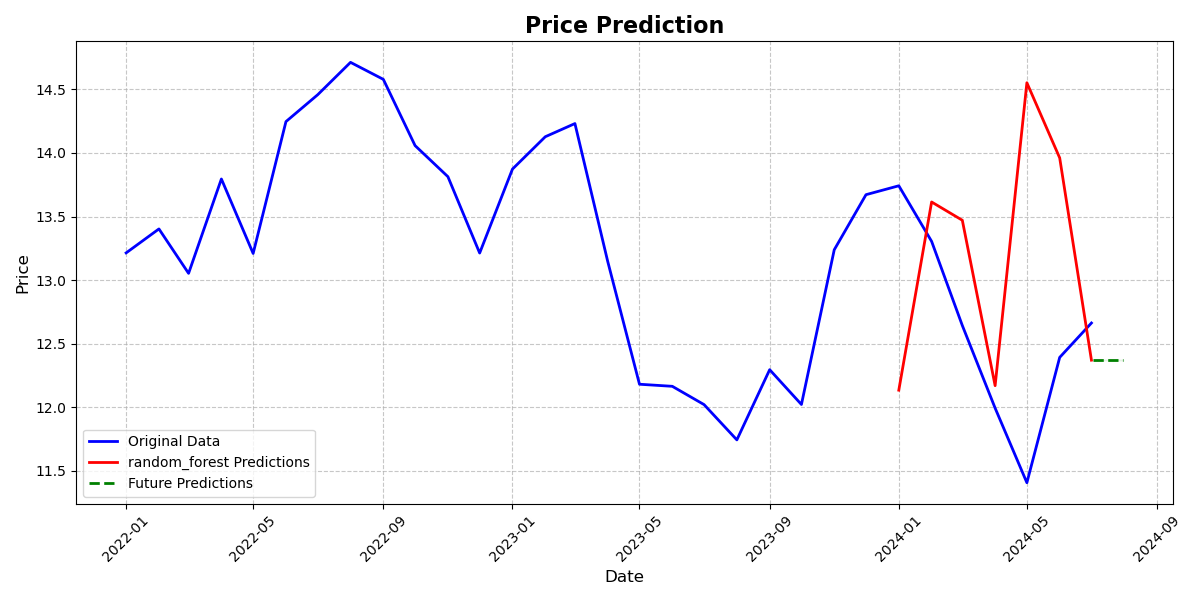 Price Prediction
Price
14.5
14.0
13.5
13.0
12.5
12.0
11.5
Original Data
random_forest Predictions
Future Predictions
2022-01
2022-05
2022-09
2023-01
2023-05
2023-09
2024-01
2024-05
2024-09
Date